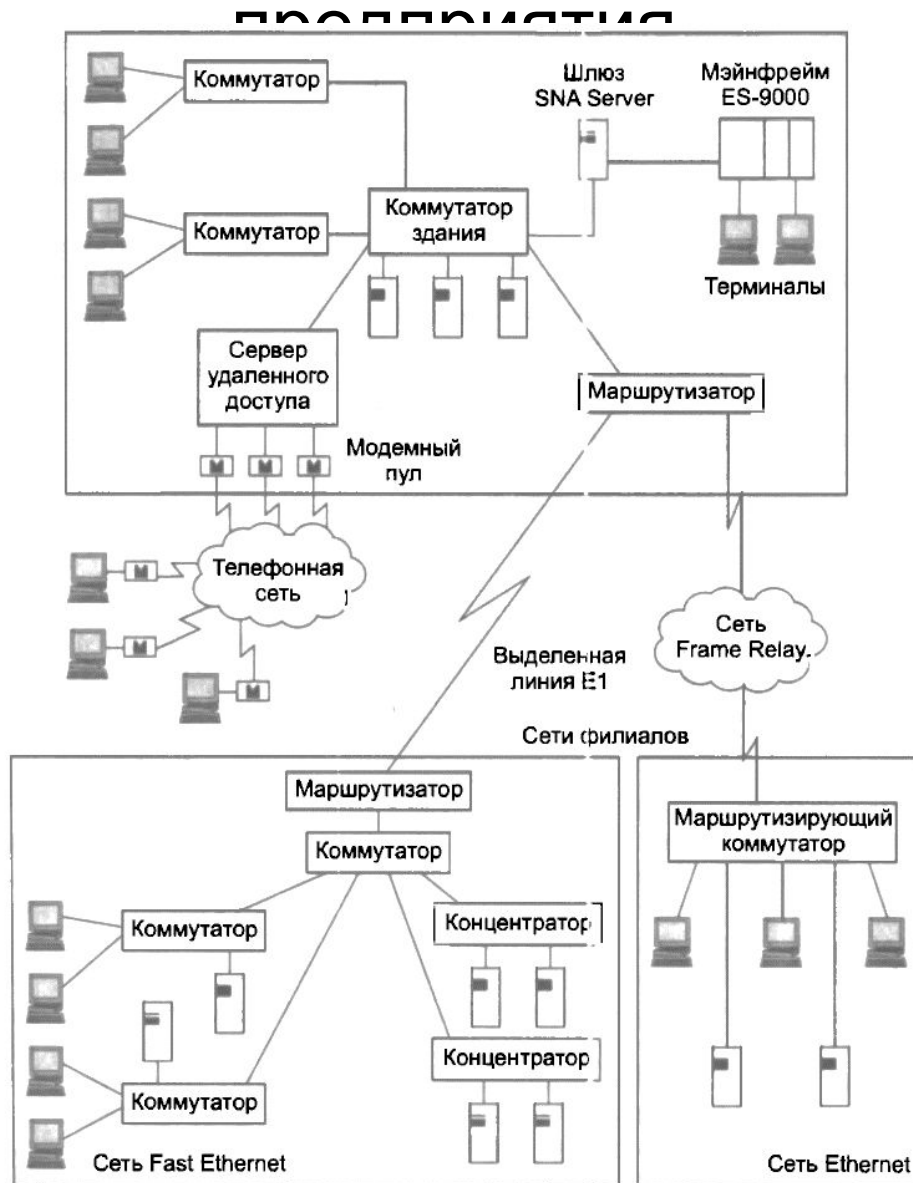 предприятия
Коммутатор
Шлюз
SNA Server
Мэйнфрейм
ES-9000
Коммутатор
Коммутатор
здания
Терминалы
Сервер
удаленного
доступа
Маршрутизатор
Модемный
пул
М
М
М
Телефонная
сеть
М
М
М
Сеть
Frame Relay
Выделенная
линия E1
Сети филиалов
Маршрутизатор
Коммутатор
Коммутатор
Концентратор
Концентратор
Коммутатор
Сеть Fast Ethernet
Маршрутизирующий
коммутатор
Сеть Ethernet